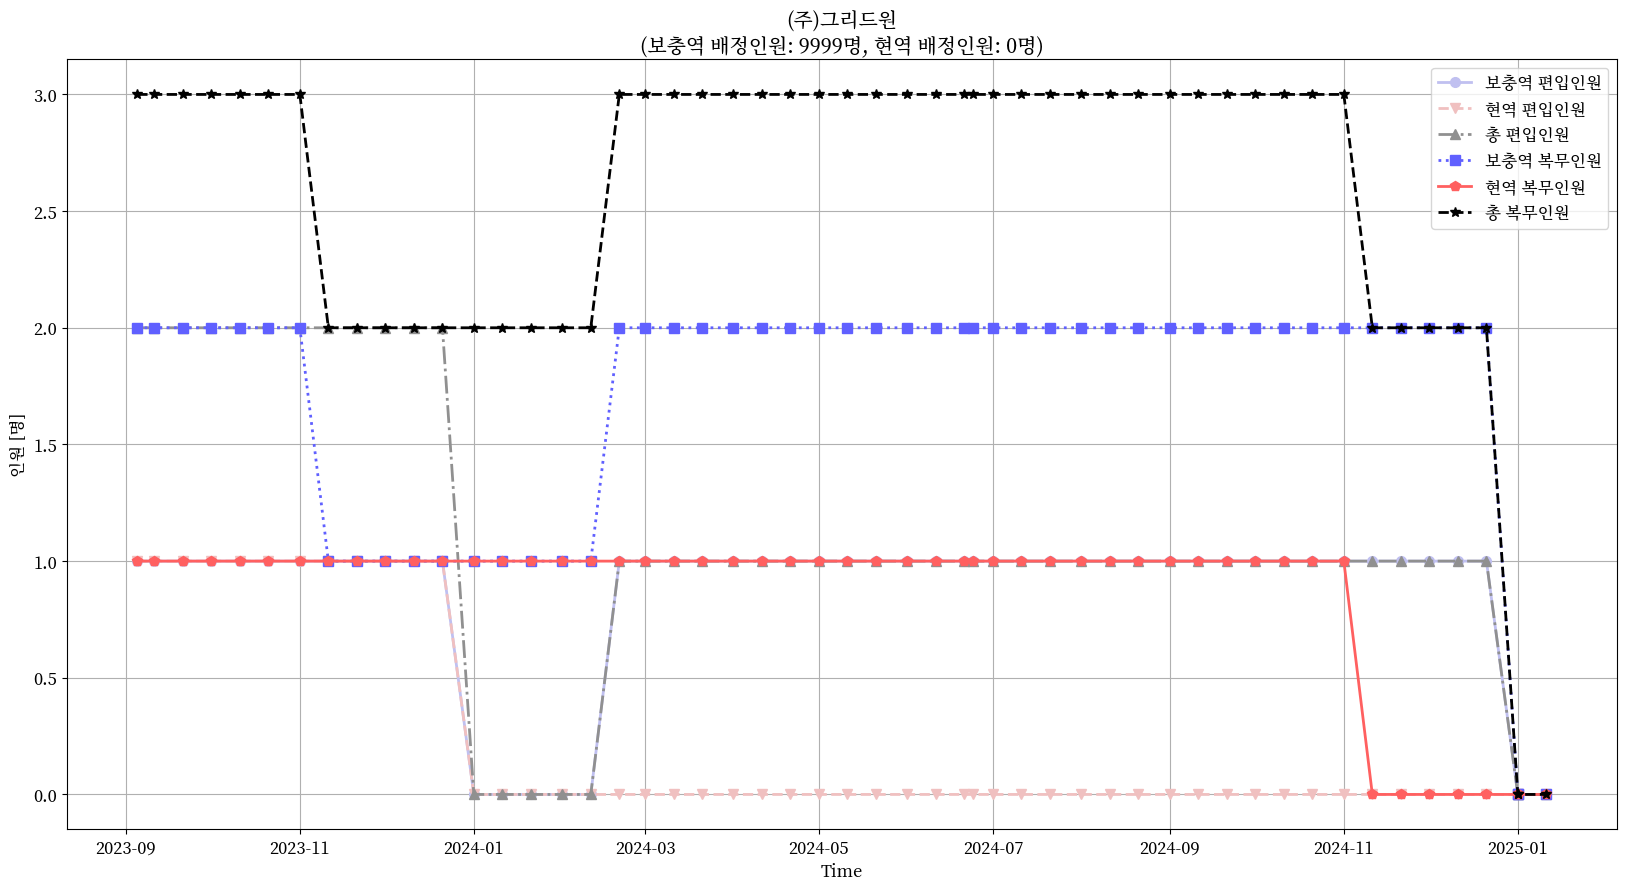 (주)그리드원
(보충역 배정인원: 9999명, 현역 배정인원: 0명)
보충역 편입인원
현역 편입인원
총 편입인원
보충역 복무인원
현역 복무인원
총 복무인원
인원 [명]
3.0
2.5
2.0
1.5
1.0
0.5
0.0
2023-09 2023-11 2024-01 2024-03 2024-05 2024-07 2024-09 2024-11 2025-01
Time